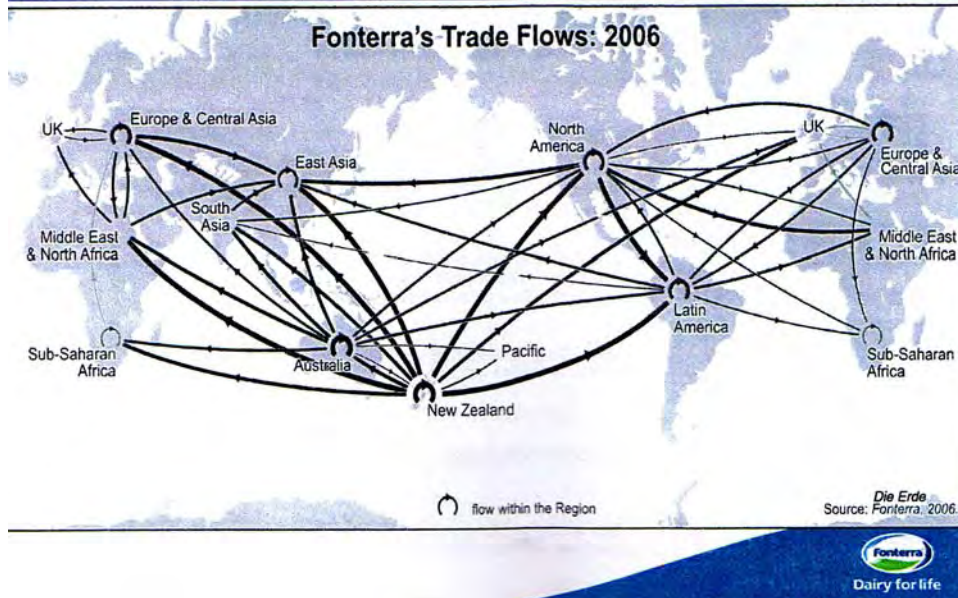 Fonterra's Trade Flows: 2006
UK
Europe & Central Asia
East Asia
South
Asia
Middle East
& North Africa
Sub-Saharan
Africa
Australia
New Zealand
Pacific
North
America
Latin
America
UK
Europe &
Central Asia
Middle East
& North Africa
Sub-Saharan
Africa
flow within the Region
Die Erde
Source: Fonterra, 2006.
Fonterra
Dairy for life